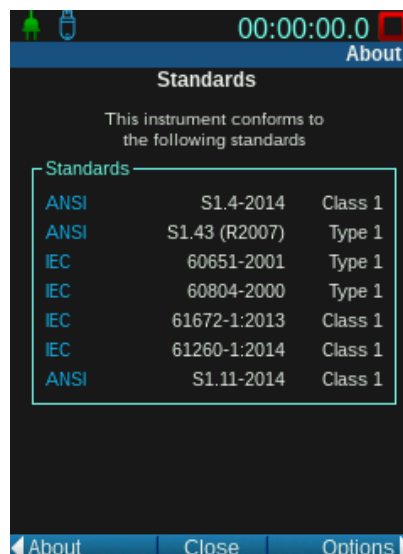 00:00:00.0
About
Standards
This instrument conforms to
the following standards
Standards
ANSI S1.4-2014 Class 1
ANSI S1.43 (R2007) Type 1
IEC 60651-2001 Type 1
IEC 60804-2000 Type 1
IEC 61672-1:2013 Class 1
IEC 61260-1:2014 Class 1
ANSI S1.11-2014 Class 1
About Close Options